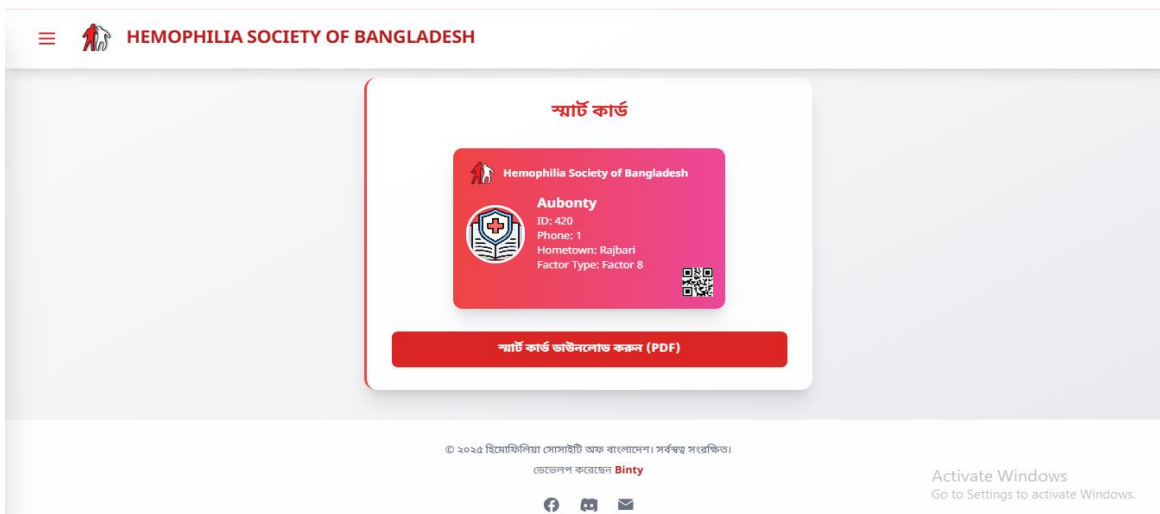 HEMOPHILIA SOCIETY OF BANGLADESH
স্মার্ট কার্ড
Hemophilia Society of Bangladesh
Aubonty
ID: 420
Phone: 1
Hometown: Rajbari
Factor Type: Factor 8
স্মার্ট কার্ড ডাউনলোড করুন (PDF)
© ২০২৫ হিমোফিলিয়া সোসাইটি অফ বাংলাদেশ। সর্বস্বত্ব সংরক্ষিত।
ডেভেলপ করেছেন Binty
Activate Windows
Go to Settings to activate Windows.